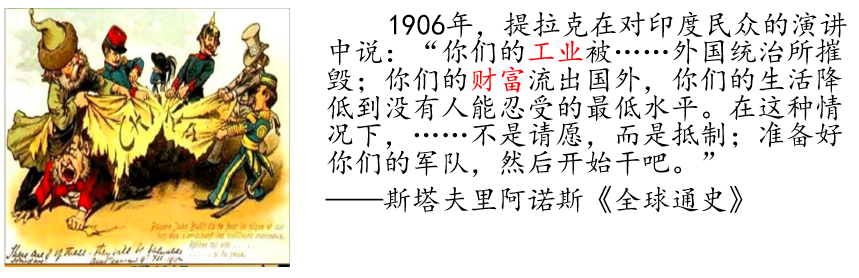 1906年，提拉克在对印度民众的演讲
中说：“你们的工业被……外国统治所摧
毁；你们的财富流出国外，你们的生活降
低到没有人能忍受的最低水平。在这种情
况下，……不是请愿，而是抵制；准备好
你们的军队，然后开始干吧。”
——斯塔夫里阿诺斯《全球通史》
Pauvre John Bull!